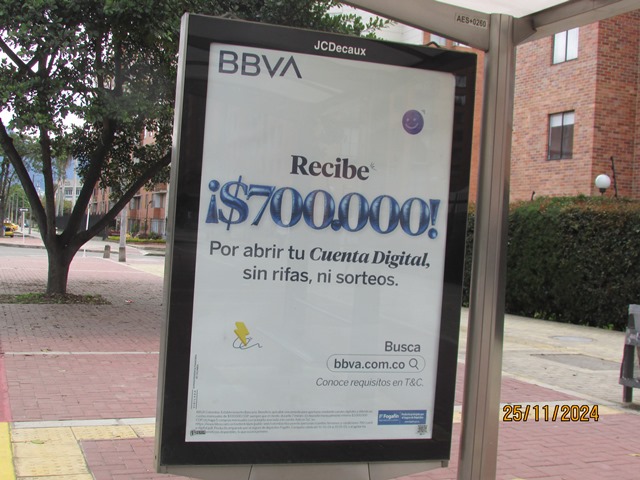 AES+0260
JCDecaux
BBVA
Recibe*
¡$700.000!
Por abrir tu Cuenta Digital,
sin rifas, ni sorteos.
Busca
bbva.com.co
Conoce requisitos en T&C.
Fogafín
25/11/2024